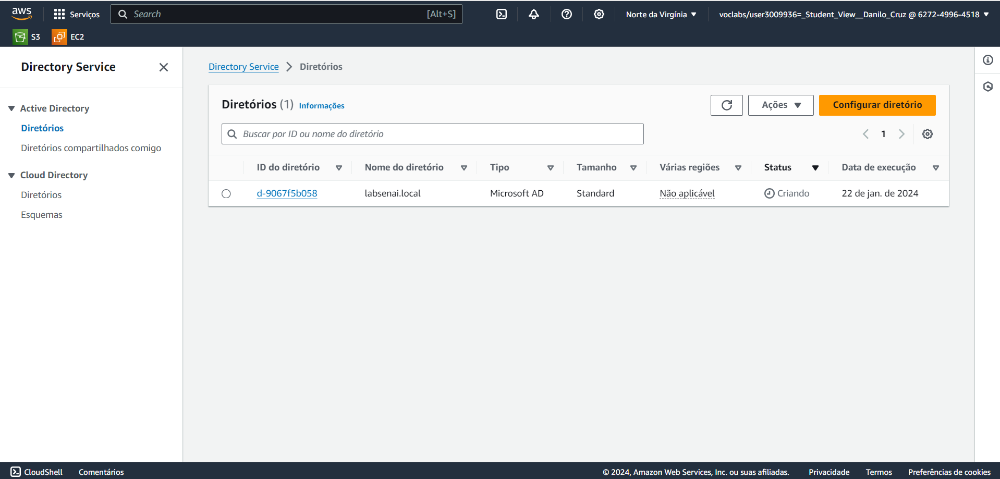 aws
Serviços
Search
[Alt+S]
Norte da Virgínia
voclabs/user3009936=_Student_View__Danilo_Cruz @ 6272-4996-4518
S3
EC2
Directory Service
Active Directory
Diretórios
Diretórios compartilhados comigo
Cloud Directory
Diretórios
Esquemas
Directory Service
Diretórios
Diretórios (1) Informações
Ações
Configurar diretório
Buscar por ID ou nome do diretório
1
ID do diretório
Nome do diretório
Tipo
Tamanho
Várias regiões
Status
Data de execução
d-9067f5b058
labsenai.local
Microsoft AD
Standard
Não aplicável
Criando
22 de jan. de 2024
CloudShell
Comentários
© 2024, Amazon Web Services, Inc. ou suas afiliadas.
Privacidade
Termos
Preferências de cookies